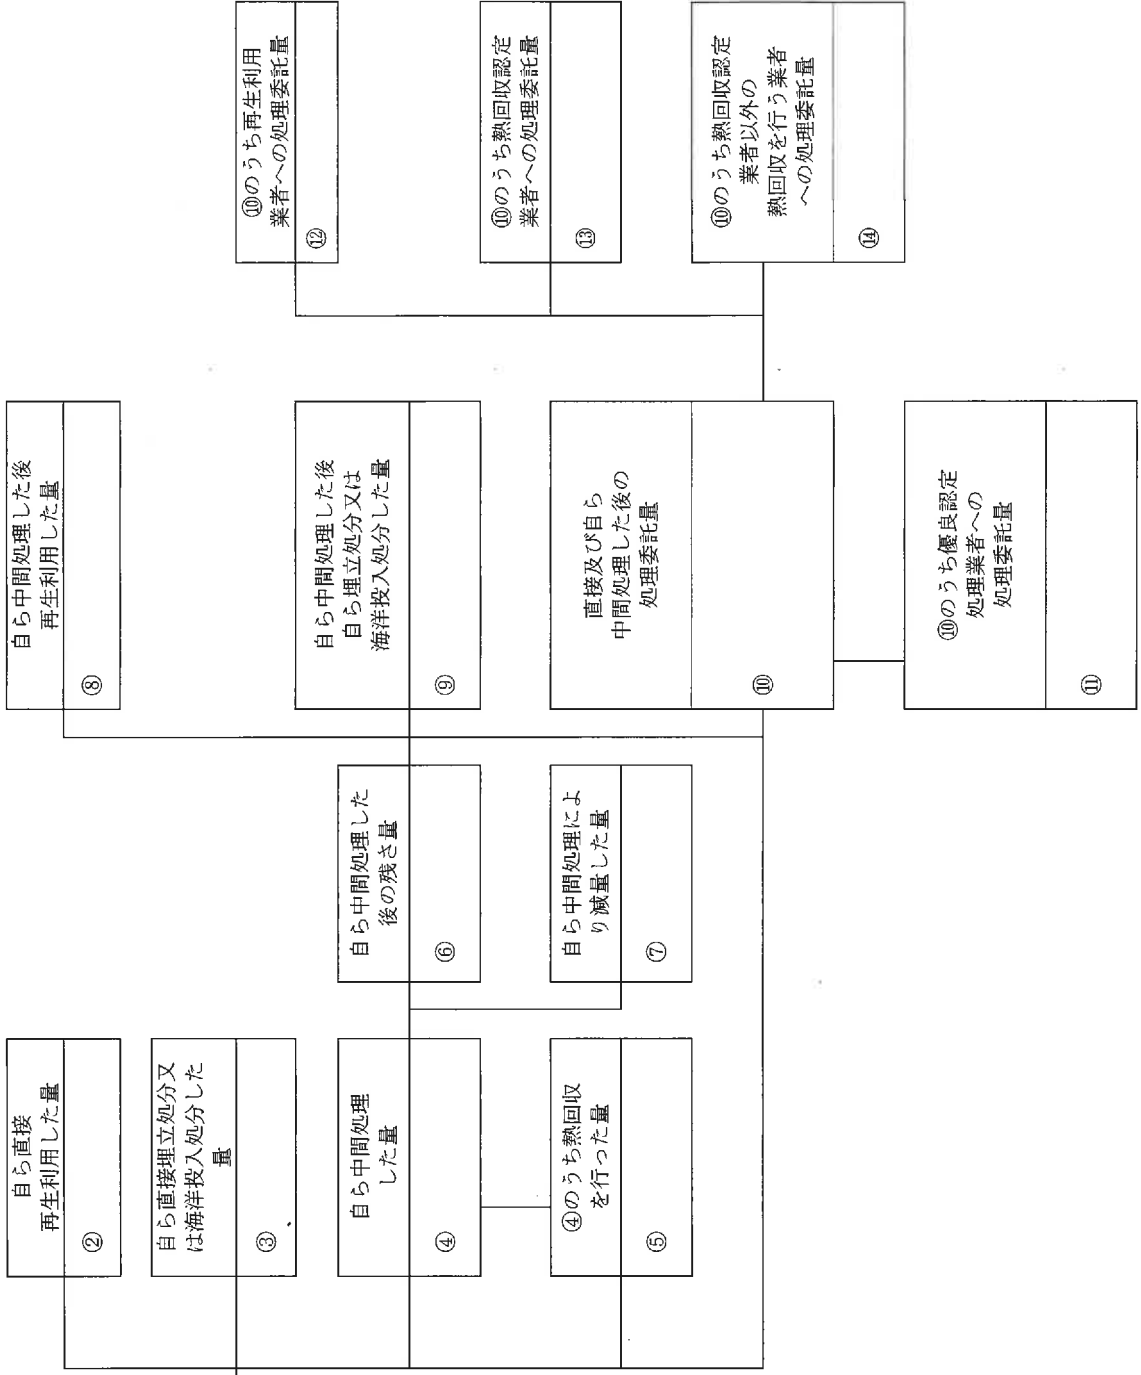 自ら直接
再生利用した量
②
自ら直接埋立処分又
は海洋投入処分した
量
③
自ら中間処理
した量
④
④のうち熱回収
を行った量
⑤
自ら中間処理した
後の残さ量
⑥
自ら中間処理によ
り減量した量
⑦
自ら中間処理した後
再生利用した量
⑧
自ら中間処理した後
自ら埋立処分又は
海洋投入処分した量
⑨
直接及び自ら
中間処理した後の
処理委託量
⑩
⑩のうち優良認定
処理業者への
処理委託量
⑪
⑩のうち再生利用
業者への処理委託量
⑫
⑩のうち熱回収認定
業者への処理委託量
⑬
⑩のうち熱回収認定
業者以外の
熱回収を行う業者
への処理委託量
⑭